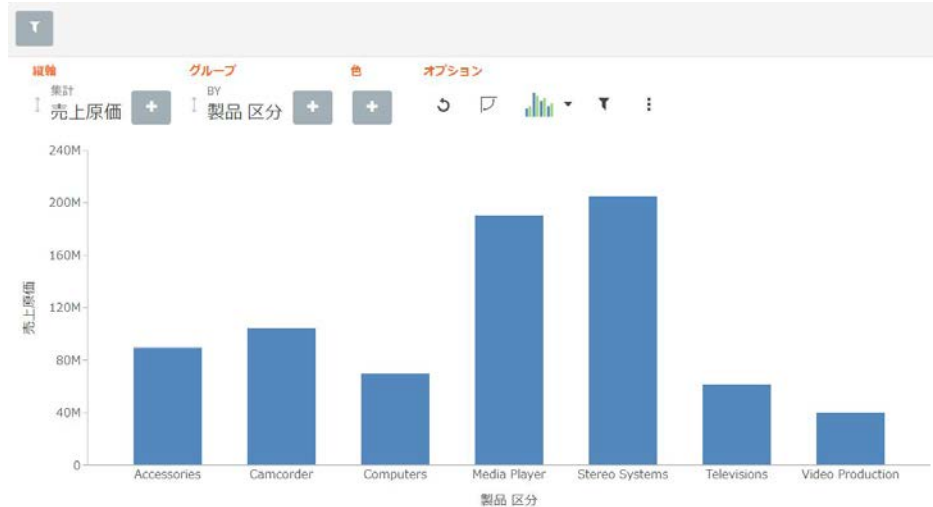 縦軸 グループ 色 オプション
集計 BY
売上原価 製品 区分
240M
200M
160M
120M
80M
40M
0
売上原価
Accessories Camcorder Computers Media Player Stereo Systems Televisions Video Production
製品 区分